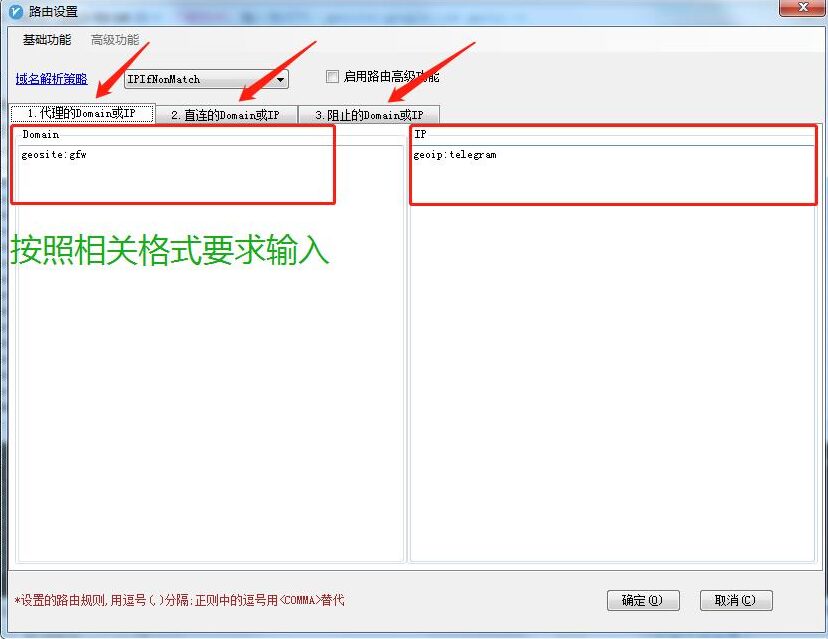 路由设置
基础功能 高级功能
域名解析策略 IPIfNonMatch 启用路由高级功能
1.代理的Domain或IP 2.直连的Domain或IP 3.阻止的Domain或IP
Domain IP
geosite:gfw geoip:telegram
按照相关格式要求输入
*设置的路由规则,用逗号(,)分隔;正则中的逗号用<COMMA>替代 确定(O) 取消(C)